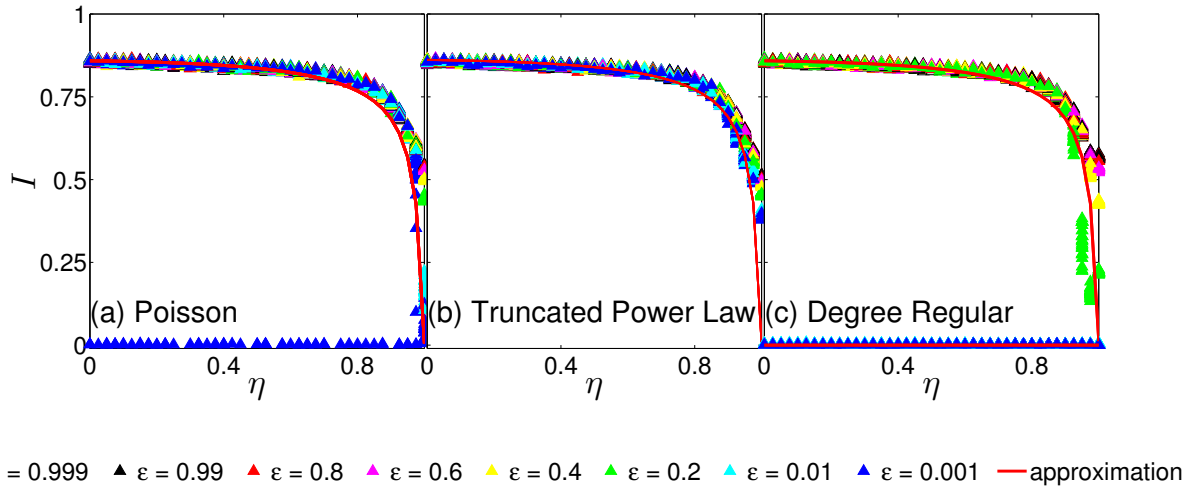 1
0.75
0.5
0.25
0
I
(a) Poisson
(b) Truncated Power Law
(c) Degree Regular
0 0.4 0.8 0 0.4 0.8 0 0.4 0.8
η η η
= 0.999 ε = 0.99 ε = 0.8 ε = 0.6 ε = 0.4 ε = 0.2 ε = 0.01 ε = 0.001 approximation